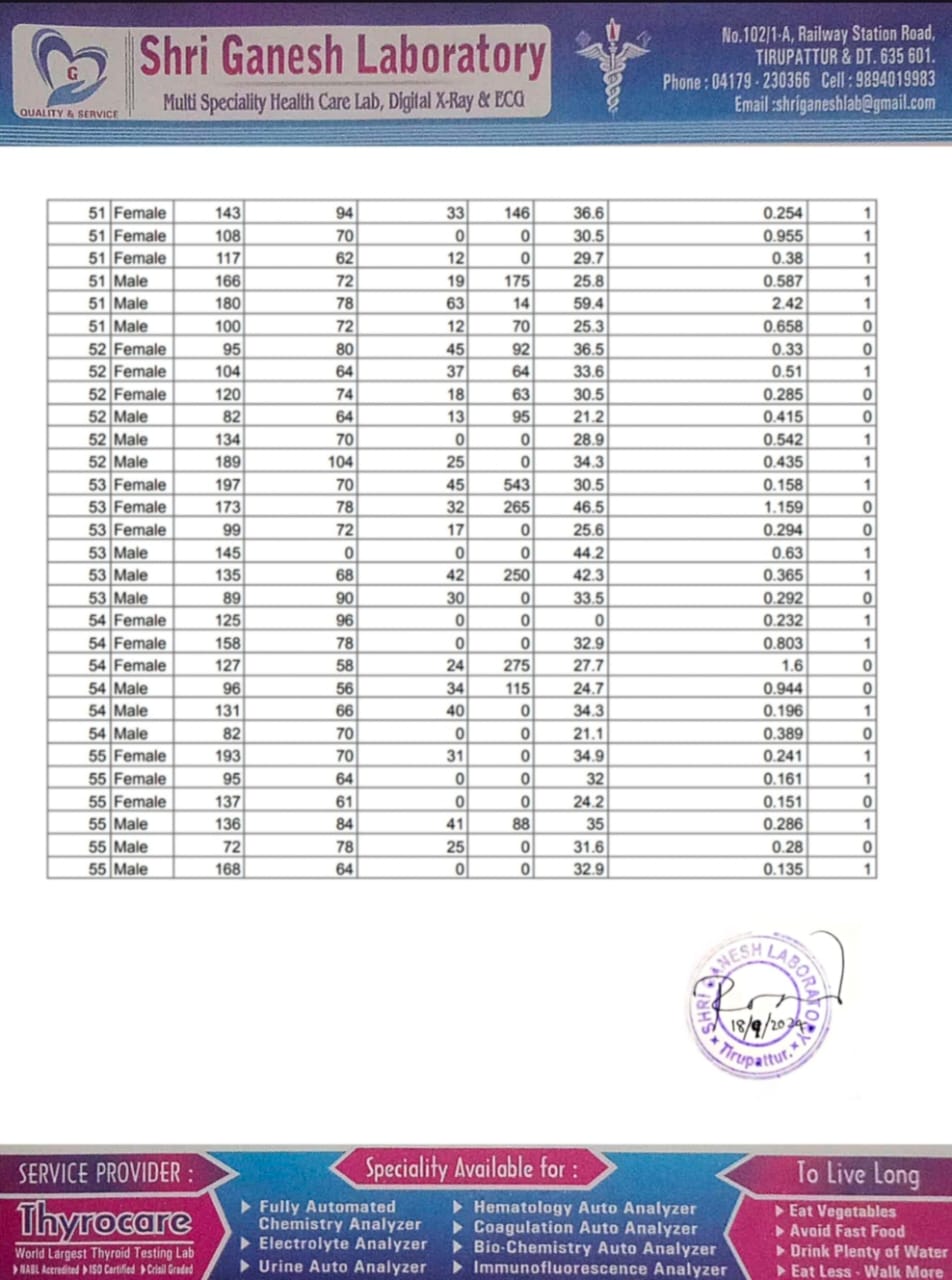 G
QUALITY & SERVICE
Shri Ganesh Laboratory
Multi Speciality Health Care Lab, Digital X-Ray & ECG
No.102/1-A, Railway Station Road,
TIRUPATTUR & DT. 635 601.
Phone : 04179 - 230366 Cell : 9894019983
Email :shriganeshlab@gmail.com
51 Female 143 94 33 146 36.6 0.254 1
51 Female 108 70 0 0 30.5 0.955 1
51 Female 117 62 12 0 29.7 0.38 1
51 Male 166 72 19 175 25.8 0.587 1
51 Male 180 78 63 14 59.4 2.42 1
51 Male 100 72 12 70 25.3 0.658 0
52 Female 95 80 45 92 36.5 0.33 0
52 Female 104 64 37 64 33.6 0.51 1
52 Female 120 74 18 63 30.5 0.285 0
52 Male 82 64 13 95 21.2 0.415 0
52 Male 134 70 0 0 28.9 0.542 1
52 Male 189 104 25 0 34.3 0.435 1
53 Female 197 70 45 543 30.5 0.158 1
53 Female 173 78 32 265 46.5 1.159 0
53 Female 99 72 17 0 25.6 0.294 0
53 Male 145 0 0 0 44.2 0.63 1
53 Male 135 68 42 250 42.3 0.365 1
53 Male 89 90 30 0 33.5 0.292 0
54 Female 125 96 0 0 0 0.232 1
54 Female 158 78 0 0 32.9 0.803 1
54 Female 127 58 24 275 27.7 1.6 0
54 Male 96 56 34 115 24.7 0.944 0
54 Male 131 66 40 0 34.3 0.196 1
54 Male 82 70 0 0 21.1 0.389 0
55 Female 193 70 31 0 34.9 0.241 1
55 Female 95 64 0 0 32 0.161 1
55 Female 137 61 0 0 24.2 0.151 0
55 Male 136 84 41 88 35 0.286 1
55 Male 72 78 25 0 31.6 0.28 0
55 Male 168 64 0 0 32.9 0.135 1
SHRI GANESH LABORATORY
18/9/2024
Tirupattur.
SERVICE PROVIDER :
Thyrocare
World Largest Thyroid Testing Lab
NABL Accredited ISO Certified Crisil Graded
Speciality Available for :
Fully Automated
Chemistry Analyzer
Electrolyte Analyzer
Urine Auto Analyzer
Hematology Auto Analyzer
Coagulation Auto Analyzer
Bio-Chemistry Auto Analyzer
Immunofluorescence Analyzer
To Live Long
Eat Vegetables
Avoid Fast Food
Drink Plenty of Water
Eat Less - Walk More